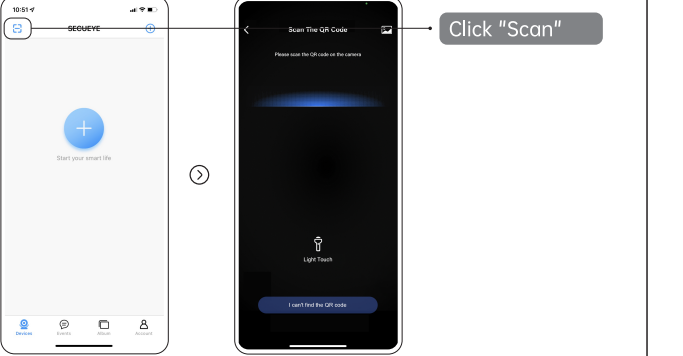 10:51
SEGUEYE
Start your smart life
Devices
Events
Album
Account
Scan The QR Code
Please scan the QR code on the camera
Light Touch
I can't find the QR code
Click "Scan"